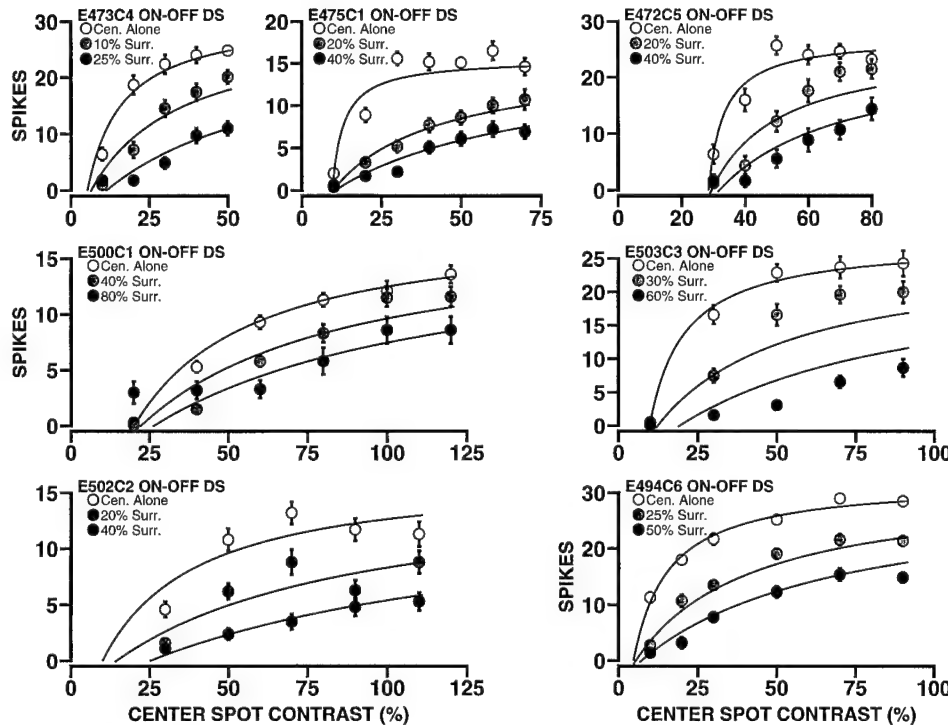 E473C4 ON-OFF DS
Cen. Alone
10% Surr.
25% Surr.
30
20
10
0
0
25
50
SPIKES
E475C1 ON-OFF DS
Cen. Alone
20% Surr.
40% Surr.
20
15
10
5
0
0
25
50
75
E472C5 ON-OFF DS
Cen. Alone
20% Surr.
40% Surr.
30
20
10
0
0
20
40
60
80
E500C1 ON-OFF DS
Cen. Alone
40% Surr.
80% Surr.
15
10
5
0
0
25
50
75
100
125
SPIKES
E503C3 ON-OFF DS
Cen. Alone
30% Surr.
60% Surr.
25
20
15
10
5
0
0
25
50
75
100
E502C2 ON-OFF DS
Cen. Alone
20% Surr.
40% Surr.
15
10
5
0
0
25
50
75
100
125
CENTER SPOT CONTRAST (%)
E494C6 ON-OFF DS
Cen. Alone
25% Surr.
50% Surr.
30
20
10
0
0
25
50
75
100
SPIKES
CENTER SPOT CONTRAST (%)